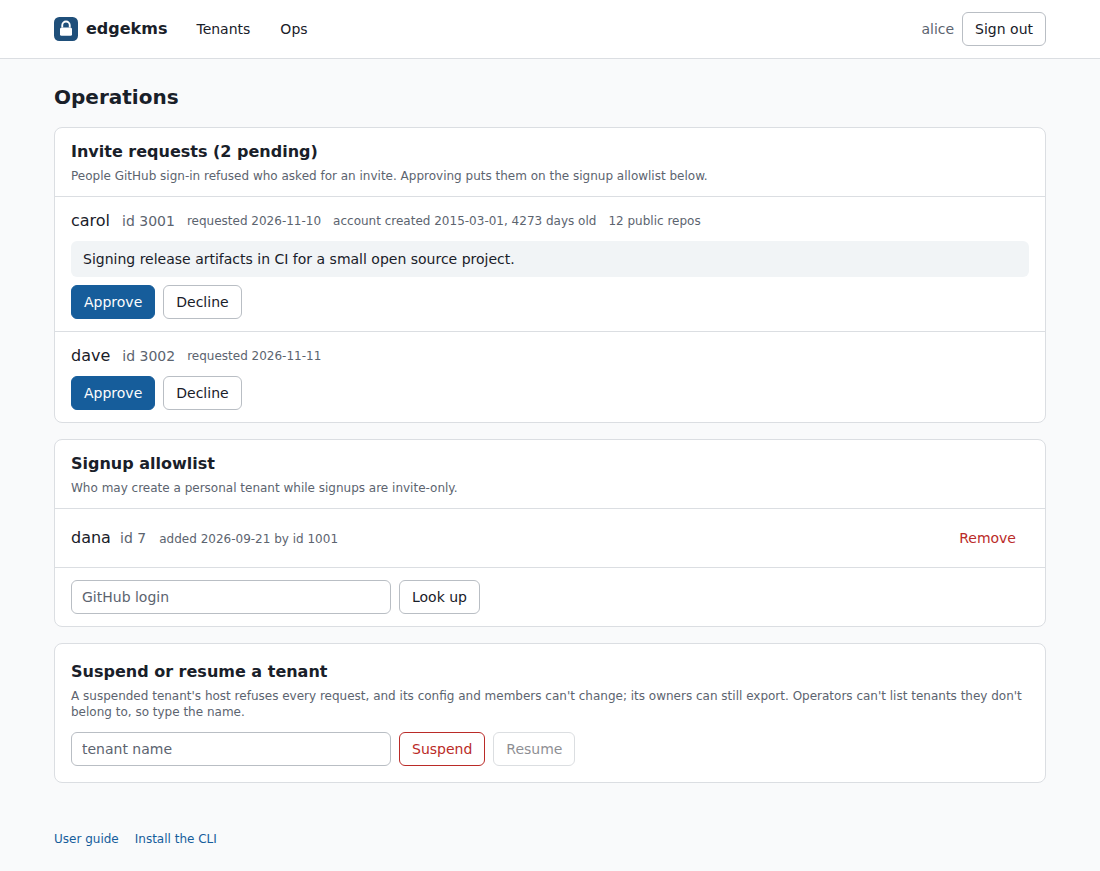 edgekms Tenants Ops alice Sign out
Operations
Invite requests (2 pending)
People GitHub sign-in refused who asked for an invite. Approving puts them on the signup allowlist below.
carol id 3001 requested 2026-11-10 account created 2015-03-01, 4273 days old 12 public repos
Signing release artifacts in CI for a small open source project.
Approve Decline
dave id 3002 requested 2026-11-11
Approve Decline
Signup allowlist
Who may create a personal tenant while signups are invite-only.
dana id 7 added 2026-09-21 by id 1001 Remove
GitHub login Look up
Suspend or resume a tenant
A suspended tenant's host refuses every request, and its config and members can't change; its owners can still export. Operators can't list tenants they don't
belong to, so type the name.
tenant name Suspend Resume
User guide Install the CLI